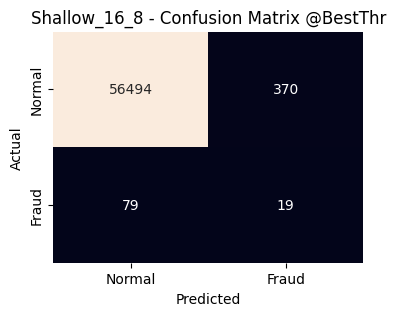 Shallow_16_8 - Confusion Matrix @BestThr
Actual
Normal
56494
370
Fraud
79
19
Normal
Fraud
Predicted